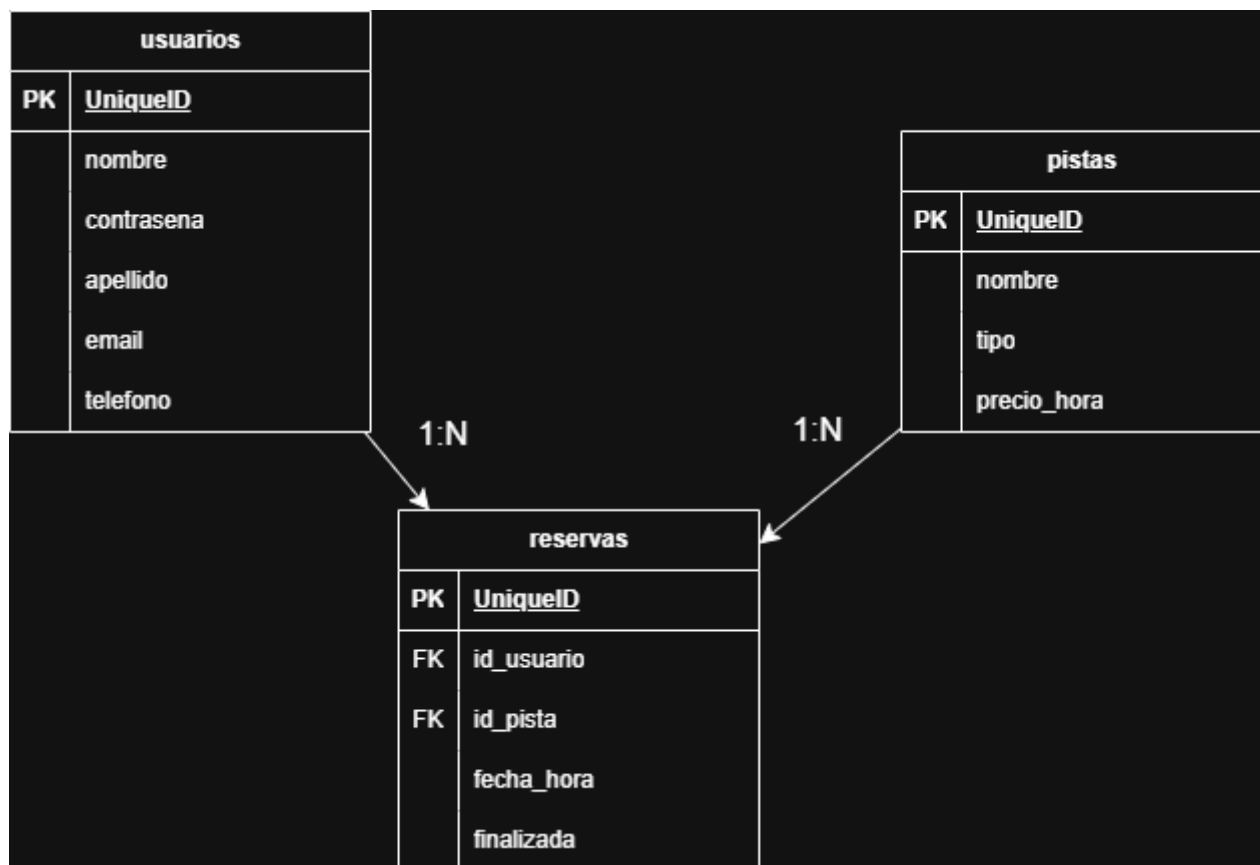 usuarios
PK UniqueID
nombre
contrasena
apellido
email
telefono
pistas
PK UniqueID
nombre
tipo
precio_hora
1:N
1:N
reservas
PK UniqueID
FK id_usuario
FK id_pista
fecha_hora
finalizada